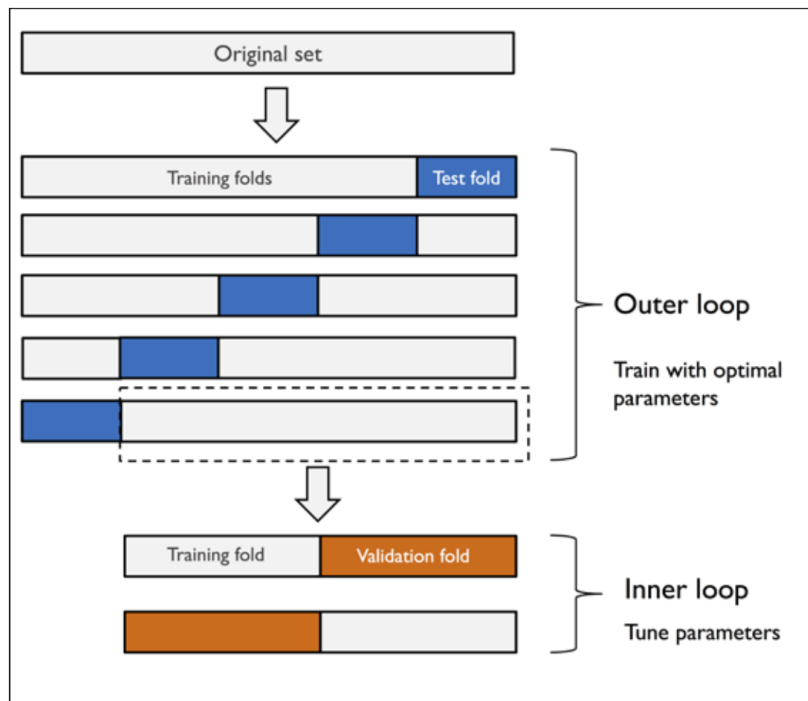 Original set
Training folds
Test fold
Outer loop
Train with optimal
parameters
Training fold
Validation fold
Inner loop
Tune parameters